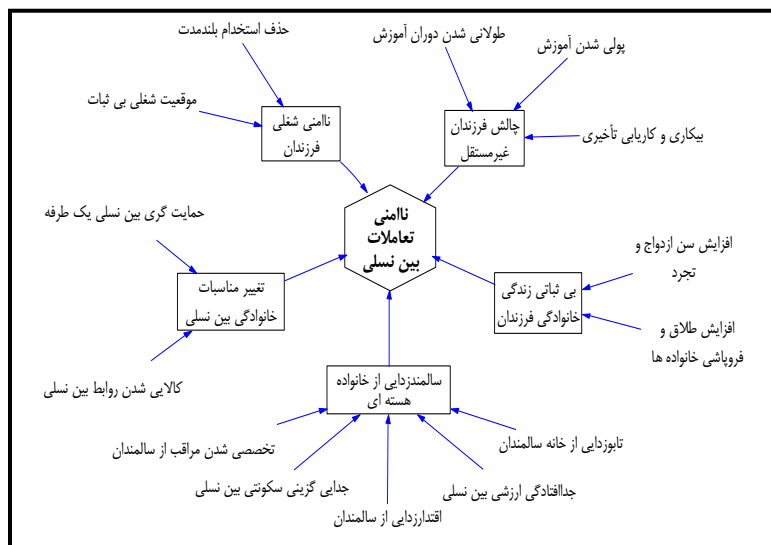 حذف استخدام بلندمدت
طولانی شدن دوران آموزش
پولی شدن آموزش
موقعیت شغلی بی ثبات
ناامنی شغلی
فرزندان
چالش فرزندان
غیرمستقل
بیکاری و کاریابی تأخیری
ناامنی
تعاملات
بین نسلی
حمایت گری بین نسلی یک طرفه
تغییر مناسبات
خانوادگی بین نسلی
کالایی شدن روابط بین نسلی
افزایش سن ازدواج و
تجرد
بی ثباتی زندگی
خانوادگی فرزندان
افزایش طلاق و
فروپاشی خانواده ها
سالمندزدایی از خانواده
هسته ای
تابوزدایی از خانه سالمندان
تخصصی شدن مراقب از سالمندان
جدایی گزینی سکونتی بین نسلی
جداافتادگی ارزشی بین نسلی
اقتدارزدایی از سالمندان